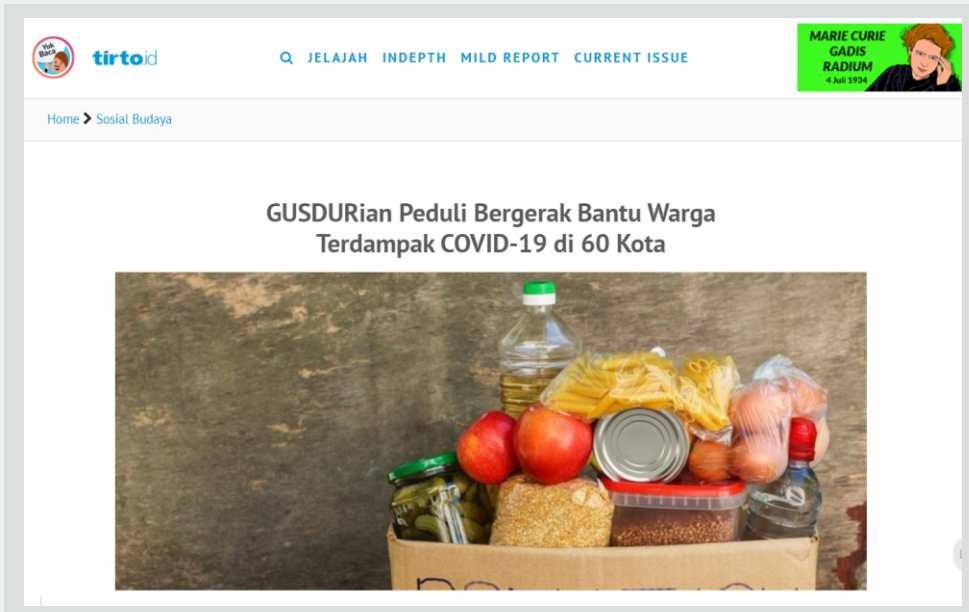 Yuk
Baca
tirto.id
JELAJAH INDEPTH MILD REPORT CURRENT ISSUE
MARIE CURIE
GADIS
RADIUM
4 Juli 1934
Home > Sosial Budaya
GUSDURian Peduli Bergerak Bantu Warga
Terdampak COVID-19 di 60 Kota